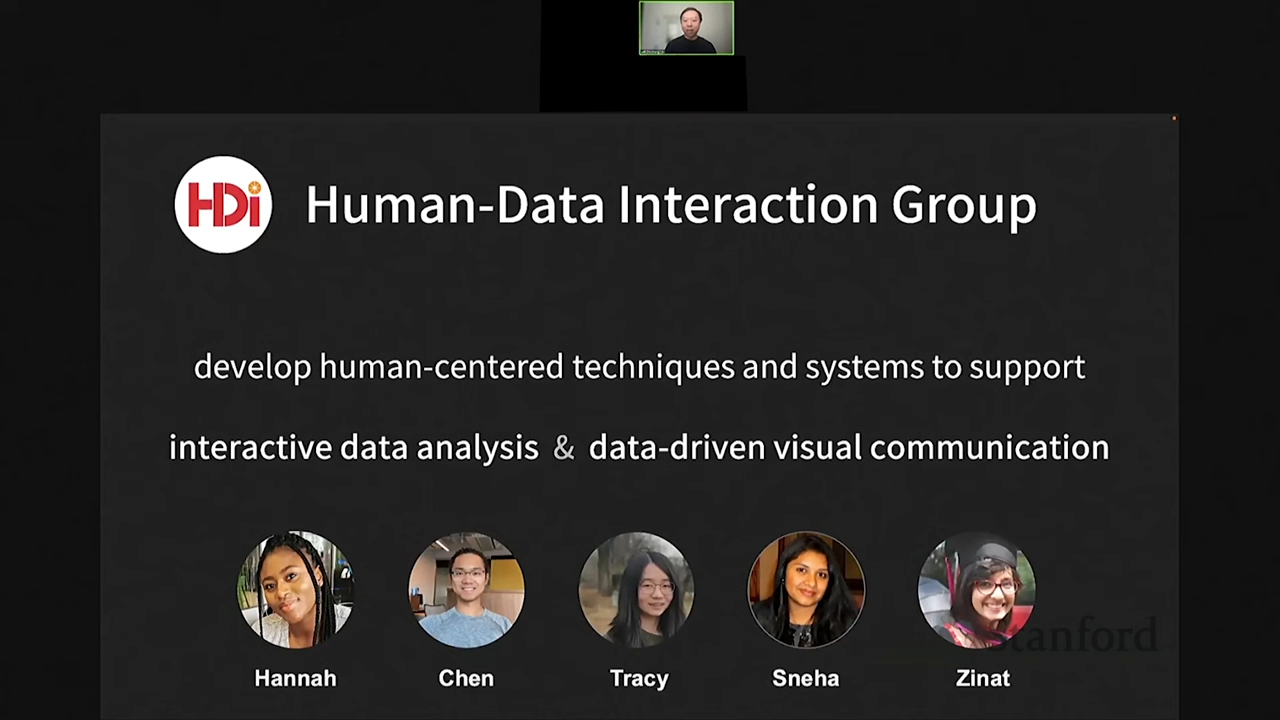 HDi
Human-Data Interaction Group
develop human-centered techniques and systems to support
interactive data analysis & data-driven visual communication
Hannah
Chen
Tracy
Sneha
Zinat
Stanford